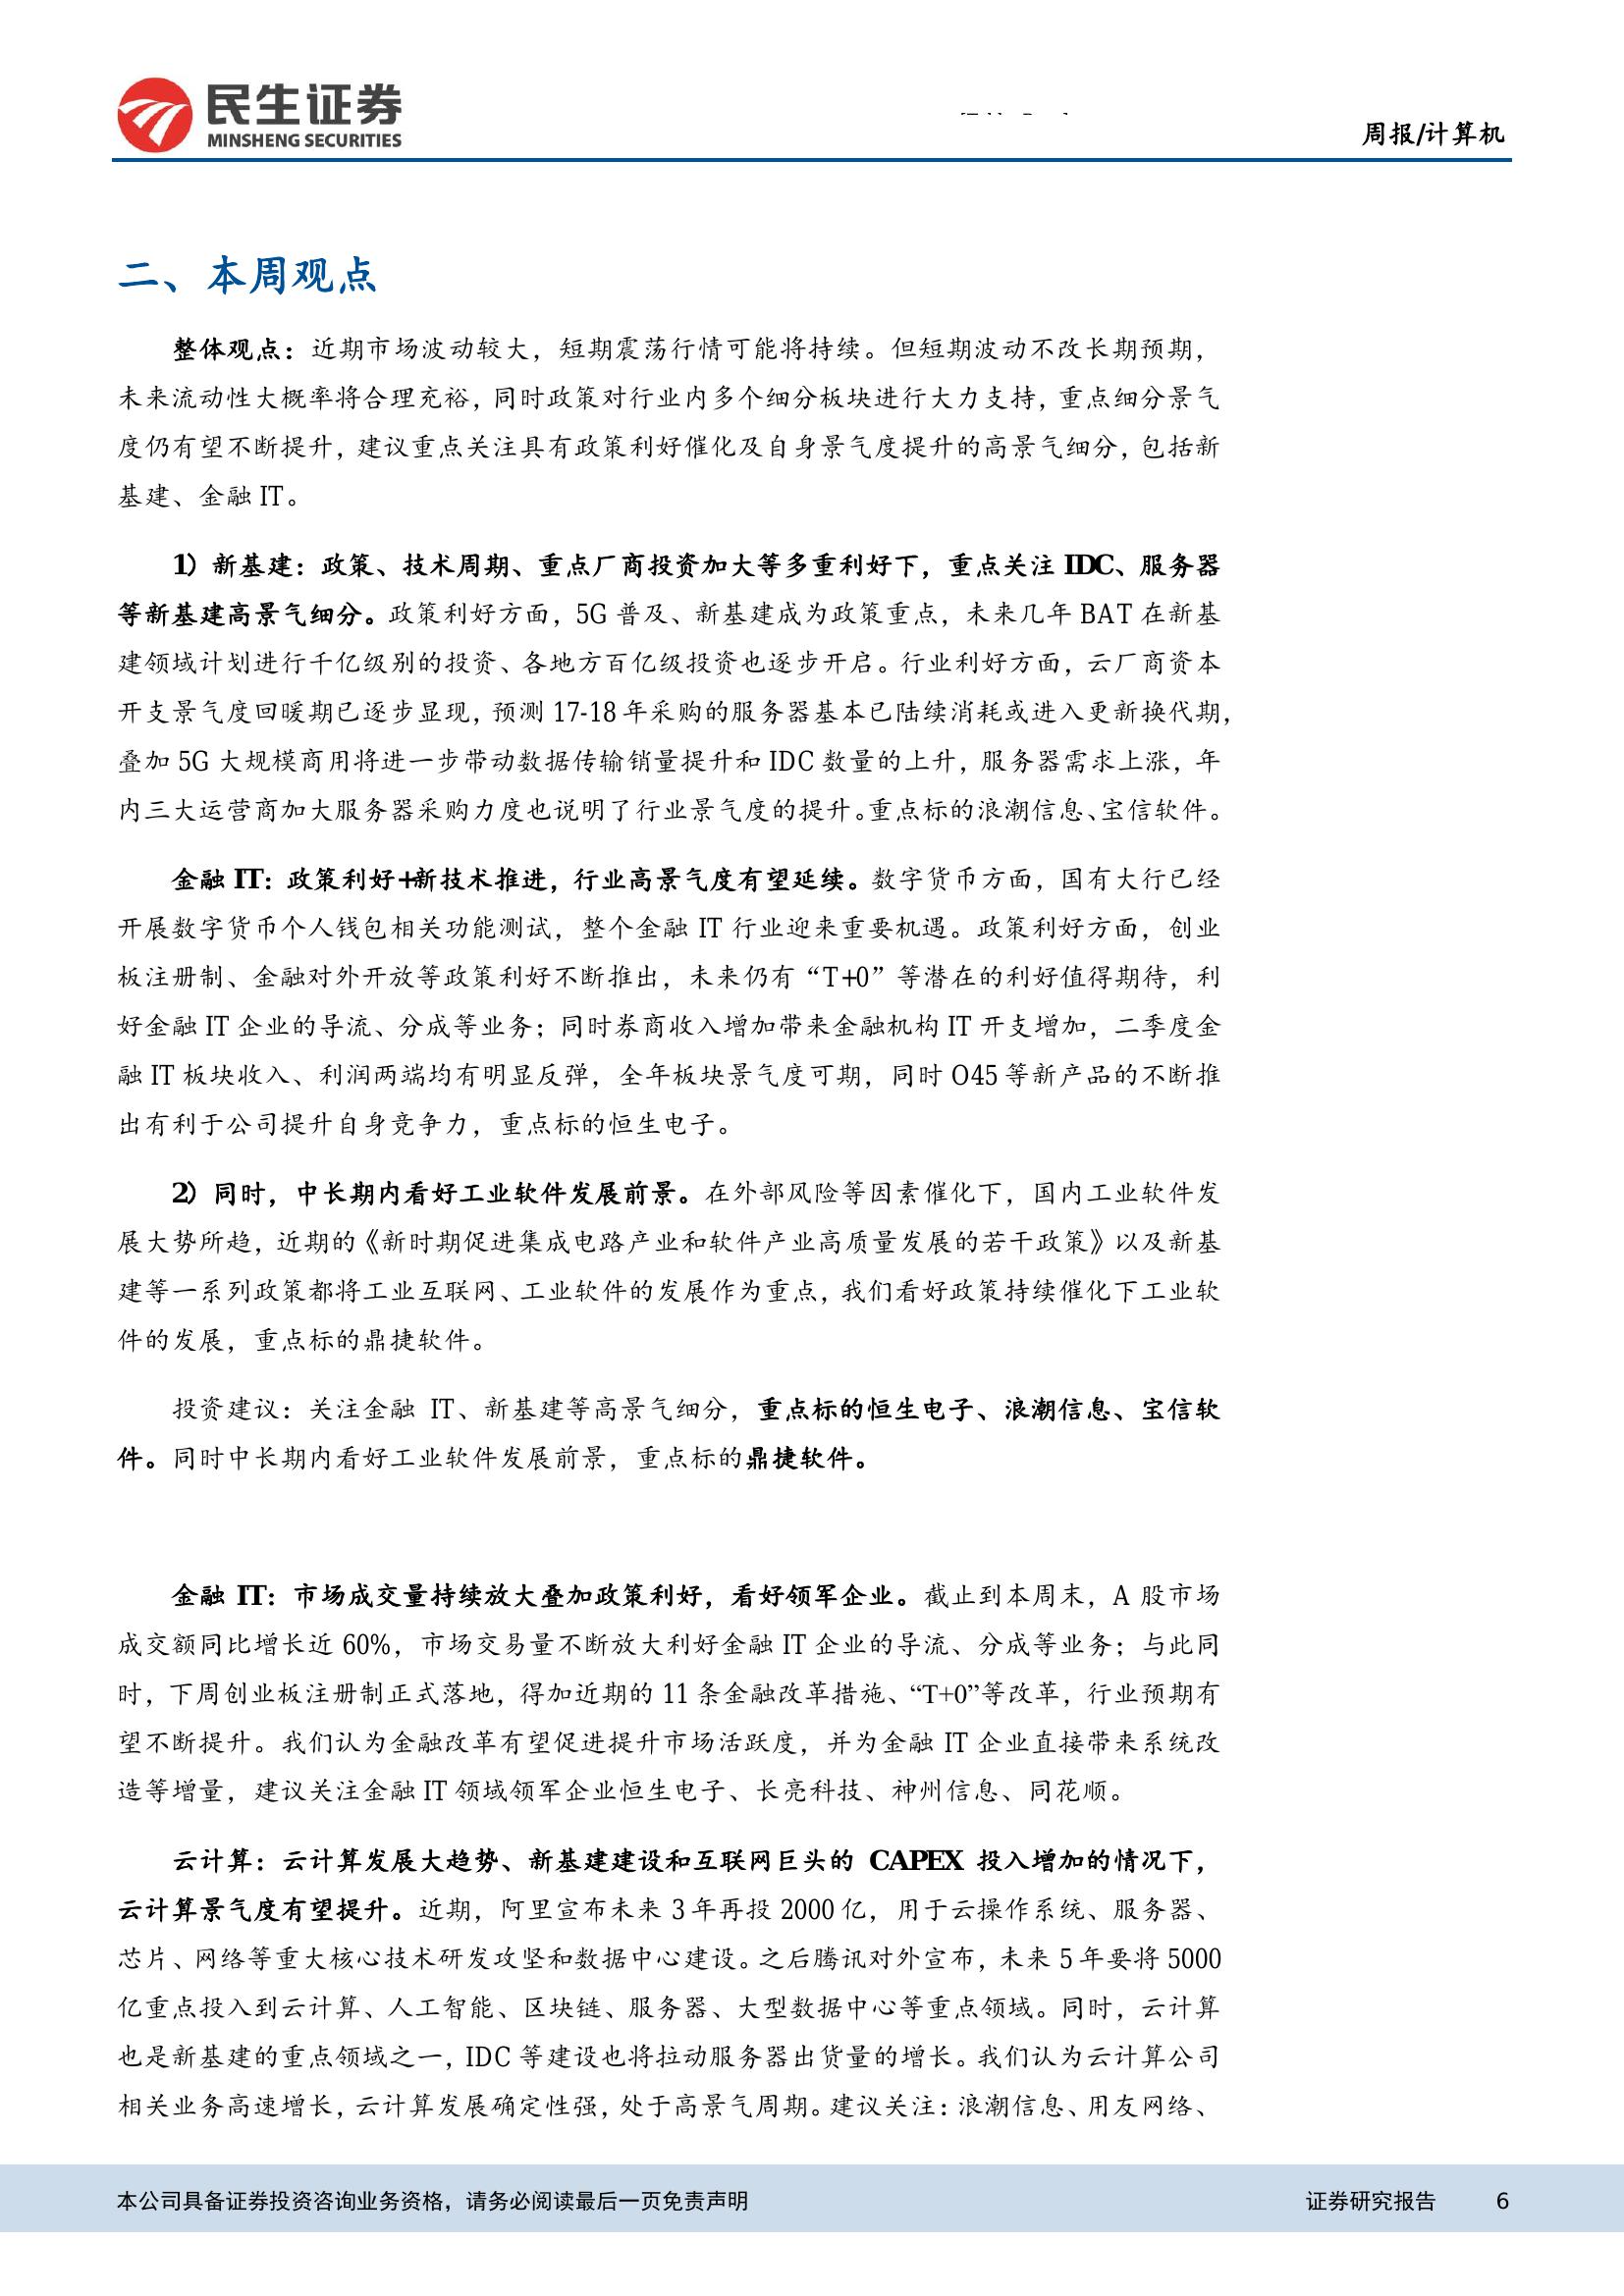 民生证券
MINSHENG SECURITIES
周报/计算机
二、本周观点
整体观点：近期市场波动较大，短期震荡行情可能将持续。但短期波动不改长期预期，
未来流动性大概率将合理充裕，同时政策对行业内多个细分板块进行大力支持，重点细分景气
度仍有望不断提升，建议重点关注具有政策利好催化及自身景气度提升的高景气细分，包括新
基建、金融 IT。
1）新基建：政策、技术周期、重点厂商投资加大等多重利好下，重点关注 IDC、服务器
等新基建高景气细分。政策利好方面，5G 普及、新基建成为政策重点，未来几年 BAT 在新基
建领域计划进行千亿级别的投资、各地方百亿级投资也逐步开启。行业利好方面，云厂商资本
开支景气度回暖期已逐步显现，预测 17-18 年采购的服务器基本已陆续消耗或进入更新换代期，
叠加 5G 大规模商用将进一步带动数据传输销量提升和 IDC 数量的上升，服务器需求上涨，年
内三大运营商加大服务器采购力度也说明了行业景气度的提升。重点标的浪潮信息、宝信软件。
金融 IT：政策利好+新技术推进，行业高景气度有望延续。数字货币方面，国有大行已经
开展数字货币个人钱包相关功能测试，整个金融 IT 行业迎来重要机遇。政策利好方面，创业
板注册制、金融对外开放等政策利好不断推出，未来仍有“T+0”等潜在的利好值得期待，利
好金融 IT 企业的导流、分成等业务；同时券商收入增加带来金融机构 IT 开支增加，二季度金
融 IT 板块收入、利润两端均有明显反弹，全年板块景气度可期，同时 O45 等新产品的不断推
出有利于公司提升自身竞争力，重点标的恒生电子。
2）同时，中长期内看好工业软件发展前景。在外部风险等因素催化下，国内工业软件发
展大势所趋，近期的《新时期促进集成电路产业和软件产业高质量发展的若干政策》以及新基
建等一系列政策都将工业互联网、工业软件的发展作为重点，我们看好政策持续催化下工业软
件的发展，重点标的鼎捷软件。
投资建议：关注金融 IT、新基建等高景气细分，重点标的恒生电子、浪潮信息、宝信软
件。同时中长期内看好工业软件发展前景，重点标的鼎捷软件。
金融 IT：市场成交量持续放大叠加政策利好，看好领军企业。截止到本周末，A 股市场
成交额同比增长近 60%，市场交易量不断放大利好金融 IT 企业的导流、分成等业务；与此同
时，下周创业板注册制正式落地，得加近期的 11 条金融改革措施、“T+0”等改革，行业预期有
望不断提升。我们认为金融改革有望促进提升市场活跃度，并为金融 IT 企业直接带来系统改
造等增量，建议关注金融 IT 领域领军企业恒生电子、长亮科技、神州信息、同花顺。
云计算：云计算发展大趋势、新基建建设和互联网巨头的 CAPEX 投入增加的情况下，
云计算景气度有望提升。近期，阿里宣布未来 3 年再投 2000 亿，用于云操作系统、服务器、
芯片、网络等重大核心技术研发攻坚和数据中心建设。之后腾讯对外宣布，未来 5 年要将 5000
亿重点投入到云计算、人工智能、区块链、服务器、大型数据中心等重点领域。同时，云计算
也是新基建的重点领域之一，IDC 等建设也将拉动服务器出货量的增长。我们认为云计算公司
相关业务高速增长，云计算发展确定性强，处于高景气周期。建议关注：浪潮信息、用友网络、
本公司具备证券投资咨询业务资格，请务必阅读最后一页免责声明 证券研究报告 6